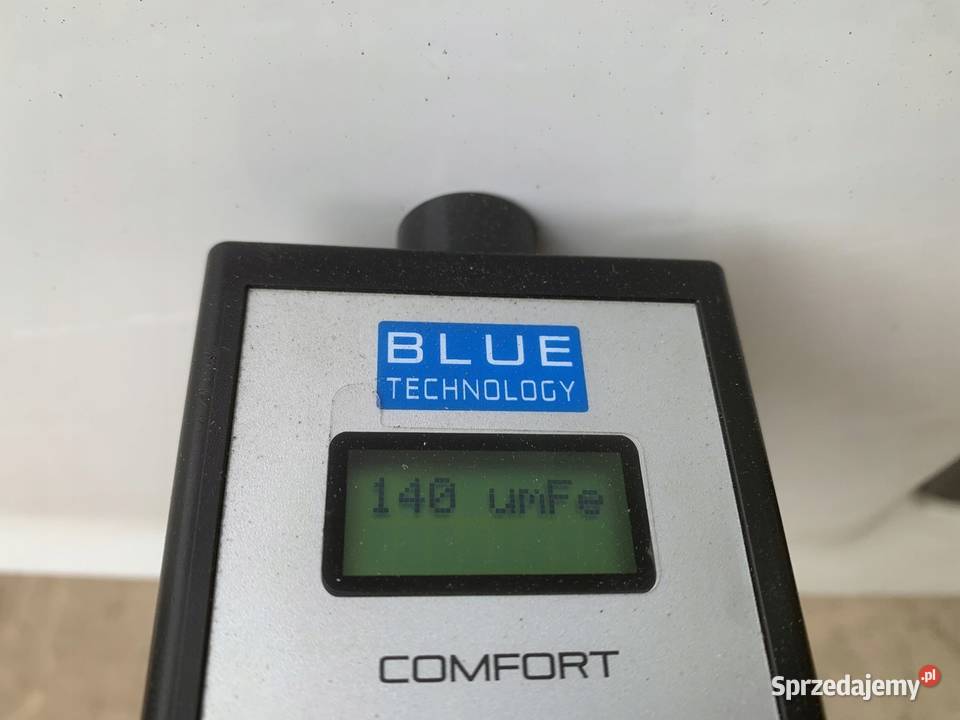 BLUE
TECHNOLOGY
140 umFe
COMFORT
Sprzedajemy.pl